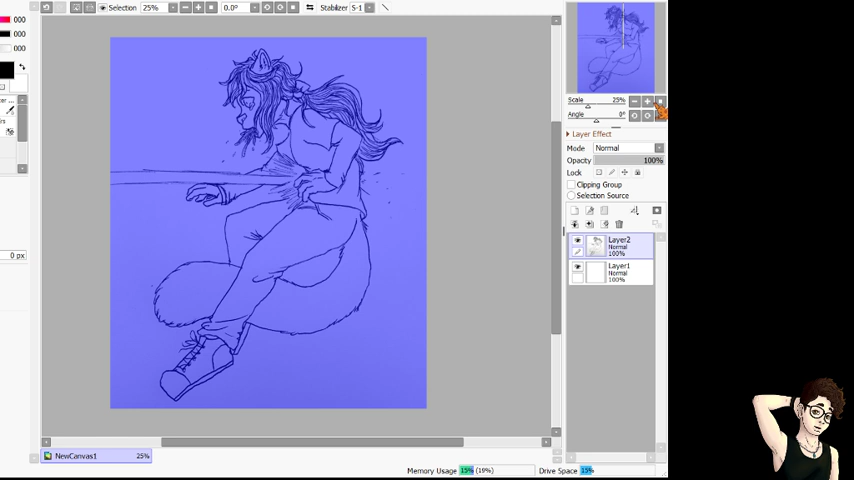 000 Selection 25% 0.0° Stabilizer S-1
000
000
Scale 25%
Angle 0°
Layer Effect
Mode Normal
Opacity 100%
Lock
Clipping Group
Selection Source
Layer2
Normal
100%
Layer1
Normal
100%
0 px
NewCanvas1 25%
Memory Usage 15% (19%) Drive Space 15%